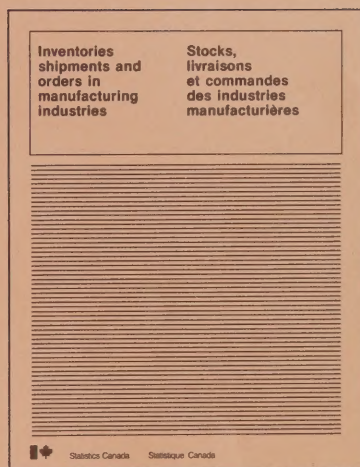 Inventories
shipments and
orders in
manufacturing
industries
Stocks,
livraisons
et commandes
des industries
manufacturières
Statistics Canada Statistique Canada